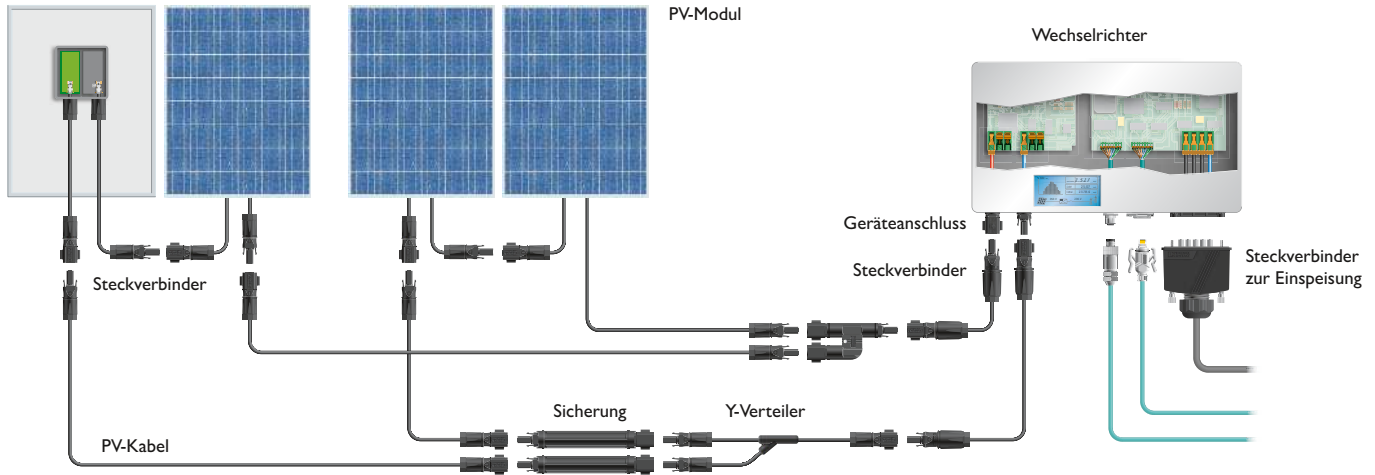 PV-Modul
Wechselrichter
Geräteanschluss
Steckverbinder
Steckverbinder
zur Einspeisung
Steckverbinder
Sicherung
Y-Verteiler
PV-Kabel